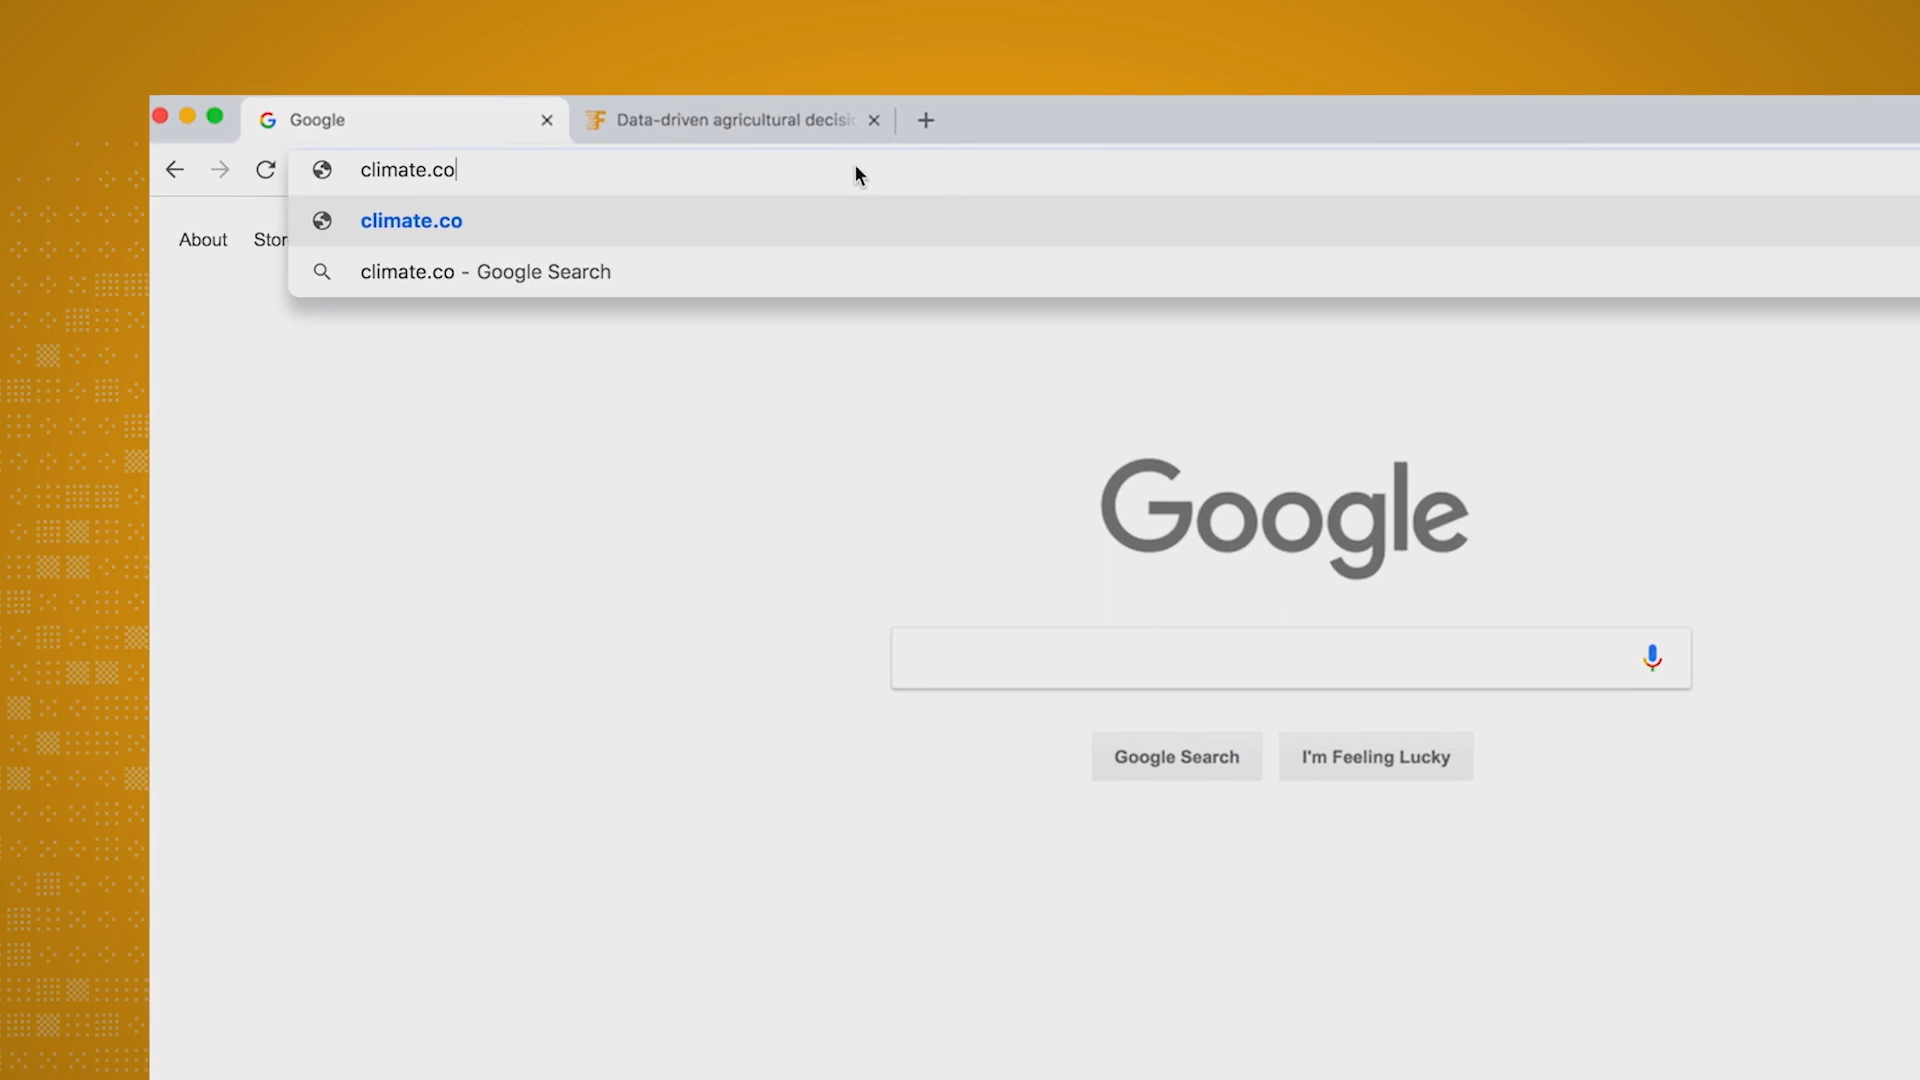 Google
Data-driven agricultural decisi
climate.co
climate.co
climate.co - Google Search
About
Stor
Google
Google Search
I'm Feeling Lucky